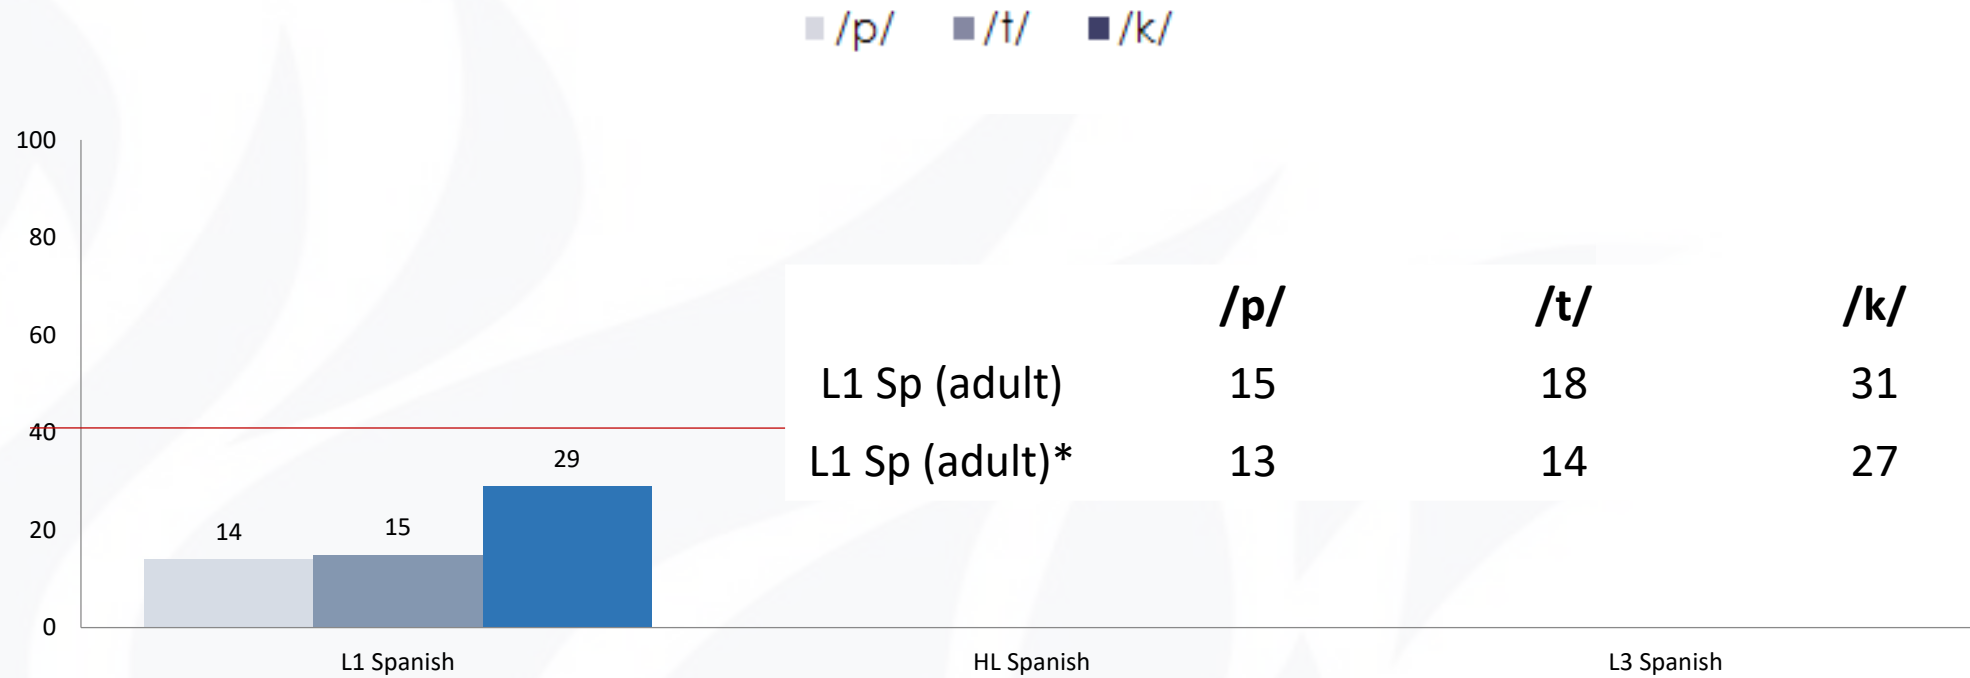 /p/ /t/ /k/
100
80
60
40
20
0
14
15
29
/p/ /t/ /k/
L1 Sp (adult) 15 18 31
L1 Sp (adult)* 13 14 27
L1 Spanish HL Spanish L3 Spanish